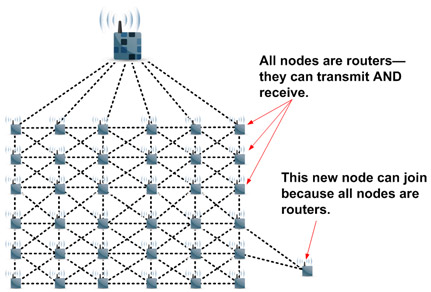 All nodes are routers—
they can transmit AND
receive.
This new node can join
because all nodes are
routers.